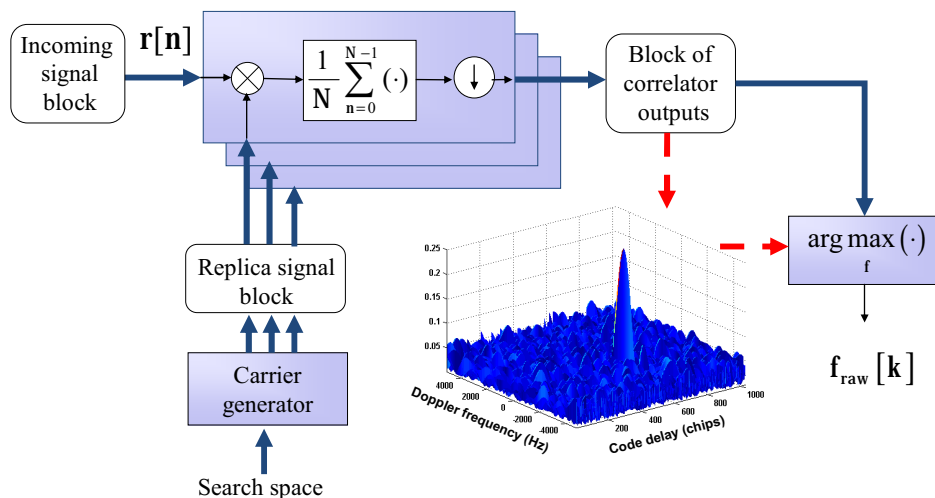 Incoming
signal
block
r[n]
1
N
N −1
∑
n=0
(·)
↓
Block of
correlator
outputs
arg max (·)
f
f raw [k]
Replica signal
block
Carrier
generator
Search space
0.25
0.2
0.15
0.1
0.05
4000
2000
0
-2000
-4000
Doppler frequency (Hz)
200
400
600
800
1000
Code delay (chips)